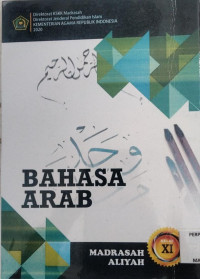 Direktorat KSKK Madrasah
Direktorat Jenderal Pendidikan Islam
KEMENTERIAN AGAMA REPUBLIK INDONESIA
2020
بسم الله الرحمن الرحيم
BAHASA
ARAB
MADRASAH
ALIYAH
XI
PERP